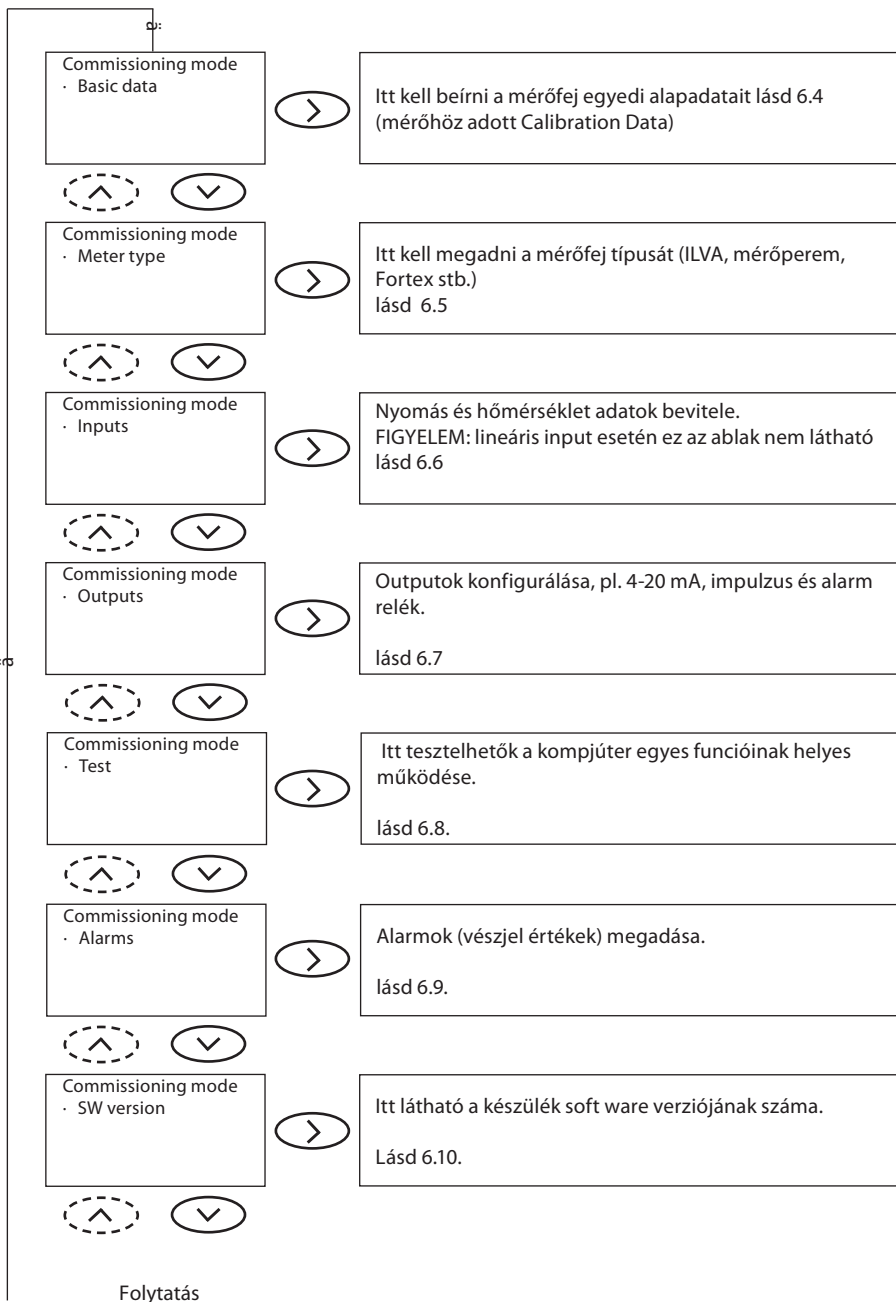 Commissioning mode
· Basic data
Itt kell beírni a mérőfej egyedi alapadatait lásd 6.4
(mérőhöz adott Calibration Data)
Commissioning mode
· Meter type
Itt kell megadni a mérőfej típusát (ILVA, mérőperem,
Fortex stb.)
lásd 6.5
Commissioning mode
· Inputs
Nyomás és hőmérséklet adatok bevitele.
FIGYELEM: lineáris input esetén ez az ablak nem látható
lásd 6.6
Commissioning mode
· Outputs
Outputok konfigurálása, pl. 4-20 mA, impulzus és alarm
relék.
lásd 6.7
Commissioning mode
· Test
Itt tesztelhetők a kompjúter egyes funcióinak helyes
működése.
lásd 6.8.
Commissioning mode
· Alarms
Alarmok (vészjel értékek) megadása.
lásd 6.9.
Commissioning mode
· SW version
Itt látható a készülék soft ware verziójának száma.
Lásd 6.10.
Folytatás